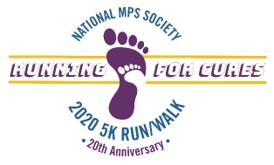 NATIONAL MPS SOCIETY
RUNNING FOR CURES
2020 5K RUN/WALK
• 20th Anniversary •